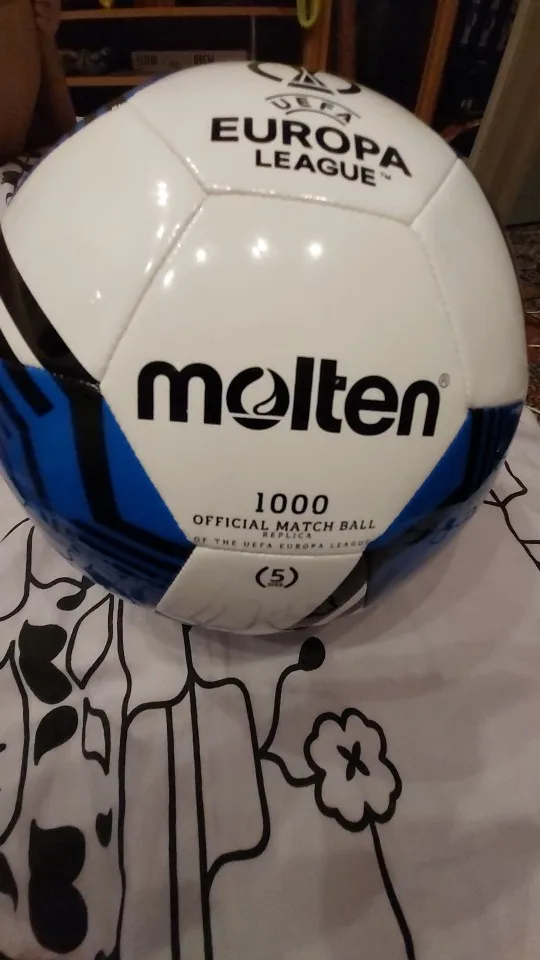 UEFA
EUROPA
LEAGUE™
molten®
1000
OFFICIAL MATCH BALL
REPLICA
OF THE UEFA EUROPA LEAGUE
(5)